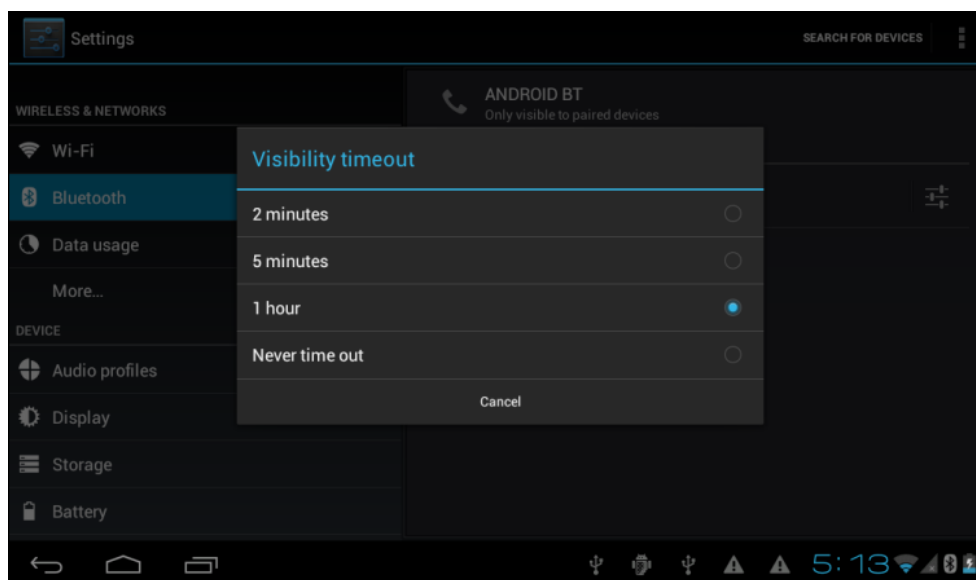 Settings
SEARCH FOR DEVICES
WIRELESS & NETWORKS
Wi-Fi
Bluetooth
Data usage
More...
DEVICE
Audio profiles
Display
Storage
Battery
ANDROID BT
Only visible to paired devices
Visibility timeout
2 minutes
5 minutes
1 hour
Never time out
Cancel
5:13